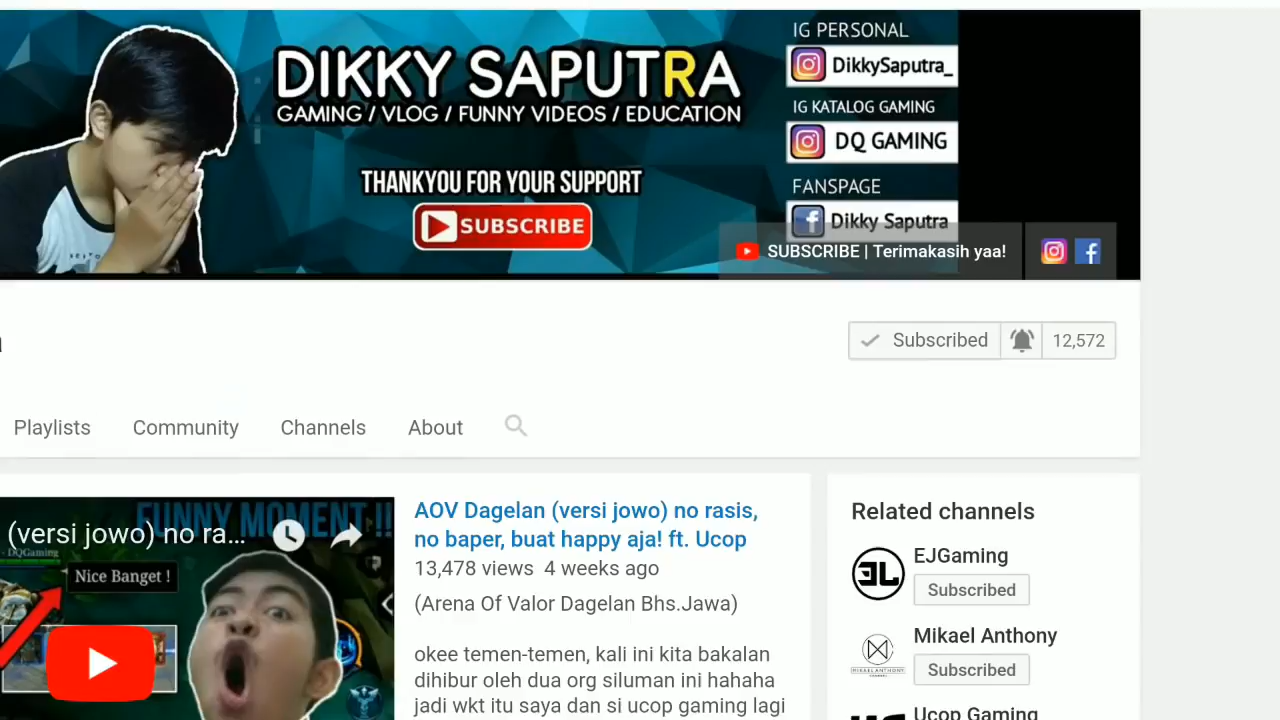 IG PERSONAL
DikkySaputra_
DIKKY SAPUTRA
GAMING / VLOG / FUNNY VIDEOS / EDUCATION
IG KATALOG GAMING
DQ GAMING
THANKYOU FOR YOUR SUPPORT
SUBSCRIBE
FANSPAGE
Dikky Saputra
SUBSCRIBE | Terimakasih yaa!
Subscribed
12,572
Playlists
Community
Channels
About
FUNNY MOMENT !!
(versi jowo) no ra...
- DQGaming
Nice Banget !
AOV Dagelan (versi jowo) no rasis,
no baper, buat happy aja! ft. Ucop
13,478 views 4 weeks ago
(Arena Of Valor Dagelan Bhs.Jawa)
okee temen-temen, kali ini kita bakalan
dihibur oleh dua org siluman ini hahaha
jadi wkt itu saya dan si ucop gaming lagi
Related channels
EJGaming
Subscribed
Mikael Anthony
Subscribed
Ucop Gaming